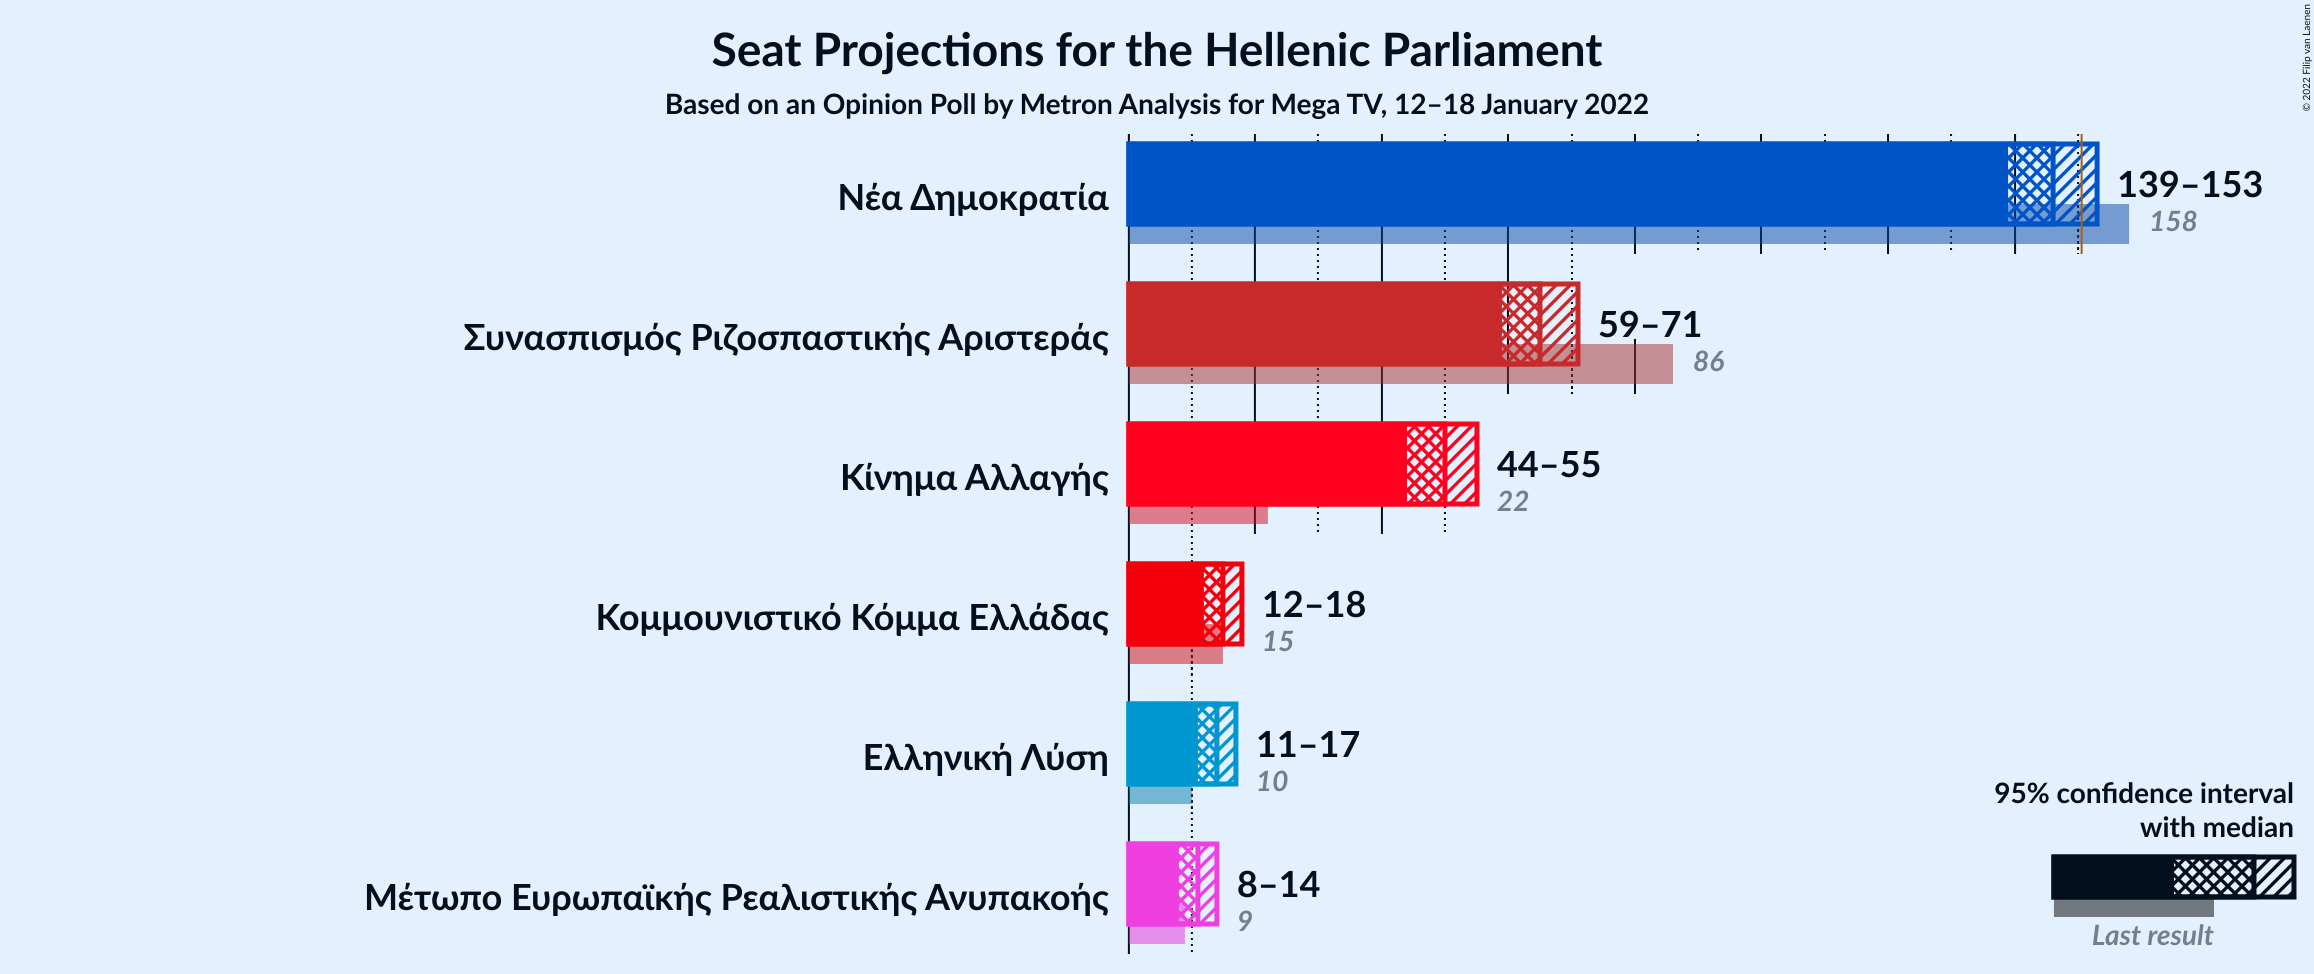 Seat Projections for the Hellenic Parliament
Based on an Opinion Poll by Metron Analysis for Mega TV, 12–18 January 2022
© 2022 Filip van Laenen
Νέα Δημοκρατία
139–153
158
Συνασπισμός Ριζοσπαστικής Αριστεράς
59–71
86
Κίνημα Αλλαγής
44–55
22
Κομμουνιστικό Κόμμα Ελλάδας
12–18
15
Ελληνική Λύση
11–17
10
Μέτωπο Ευρωπαϊκής Ρεαλιστικής Ανυπακοής
8–14
9
95% confidence interval
with median
Last result